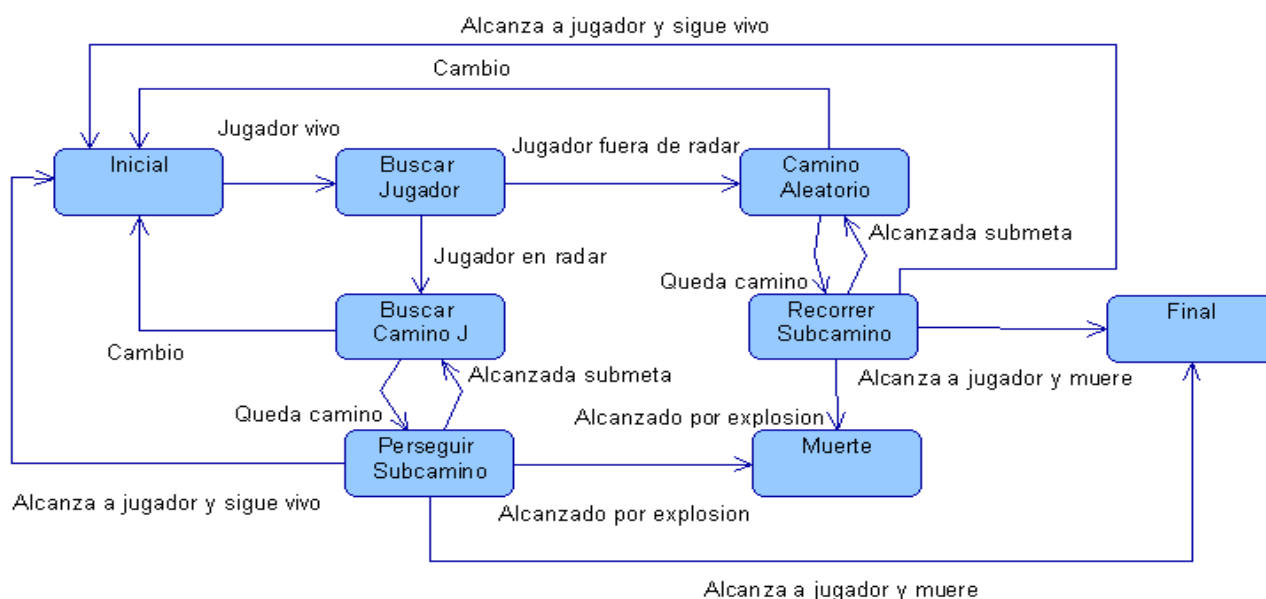 Alcanza a jugador y sigue vivo
Cambio
Jugador vivo
Jugador fuera de radar
Inicial
Buscar
Jugador
Camino
Aleatorio
Alcanzada submeta
Jugador en radar
Queda camino
Buscar
Camino J
Recorrer
Subcamino
Final
Cambio
Alcanzada submeta
Alcanza a jugador y muere
Queda camino
Alcanzado por explosion
Perseguir
Subcamino
Muerte
Alcanza a jugador y sigue vivo
Alcanzado por explosion
Alcanza a jugador y muere